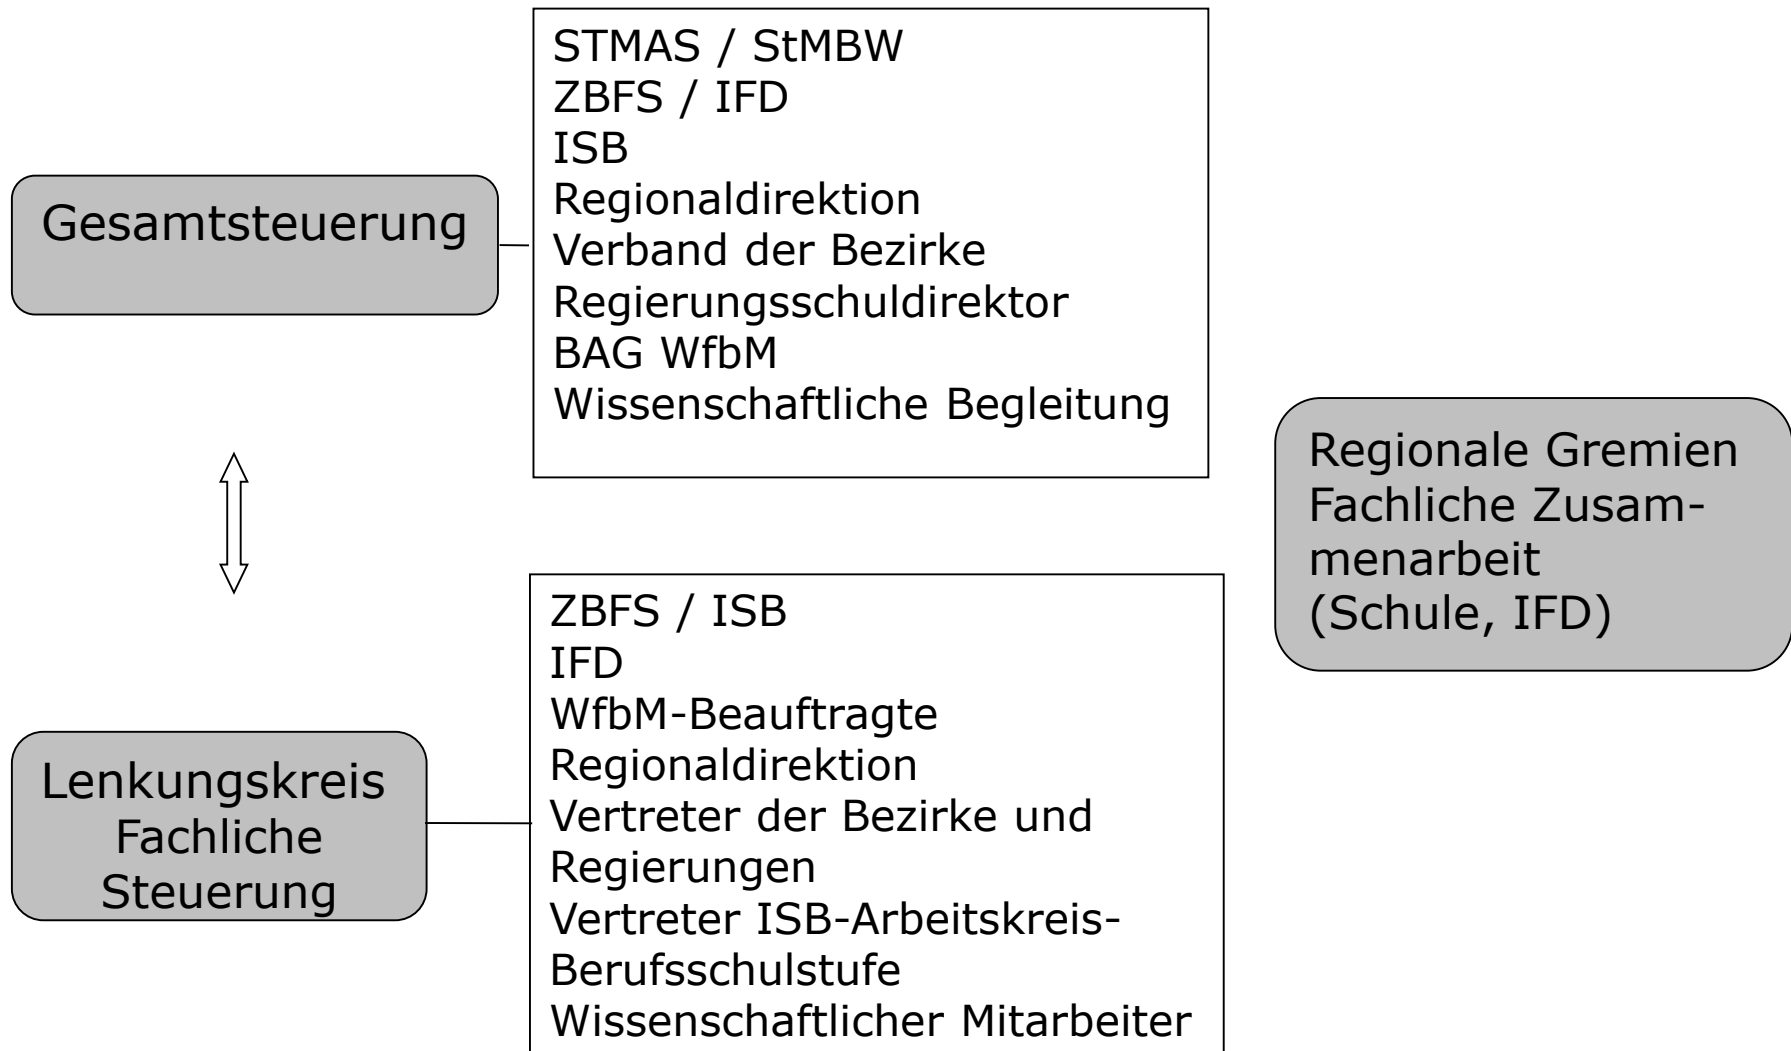 Gesamtsteuerung
STMAS / StMBW
ZBFS / IFD
ISB
Regionaldirektion
Verband der Bezirke
Regierungsschuldirektor
BAG WfbM
Wissenschaftliche Begleitung
Regionale Gremien
Fachliche Zusam-
menarbeit
(Schule, IFD)
Lenkungskreis
Fachliche
Steuerung
ZBFS / ISB
IFD
WfbM-Beauftragte
Regionaldirektion
Vertreter der Bezirke und
Regierungen
Vertreter ISB-Arbeitskreis-
Berufsschulstufe
Wissenschaftlicher Mitarbeiter